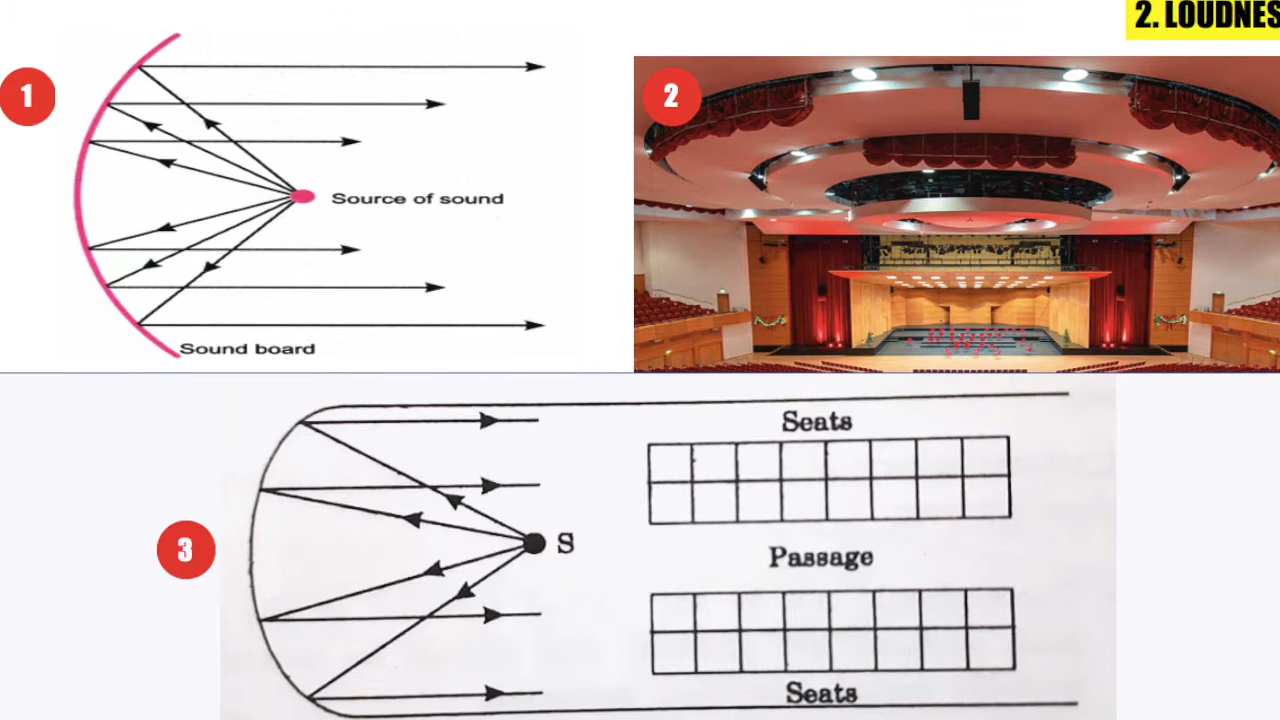 2. LOUDNES
1
Source of sound
Sound board
2
3
Seats
S
Passage
Seats